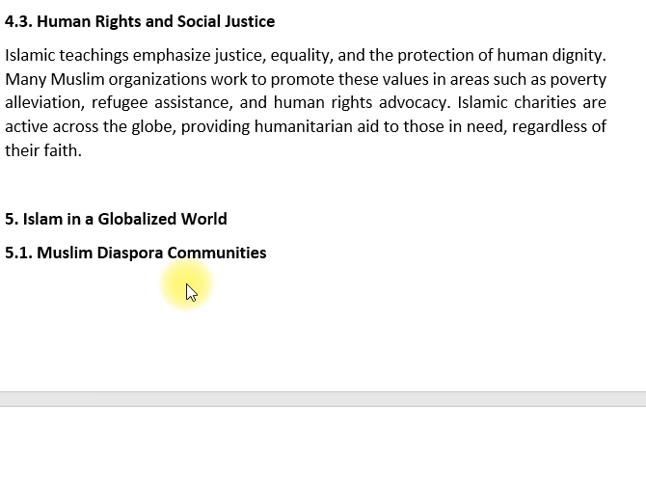 4.3. Human Rights and Social Justice
Islamic teachings emphasize justice, equality, and the protection of human dignity.
Many Muslim organizations work to promote these values in areas such as poverty
alleviation, refugee assistance, and human rights advocacy. Islamic charities are
active across the globe, providing humanitarian aid to those in need, regardless of
their faith.
5. Islam in a Globalized World
5.1. Muslim Diaspora Communities